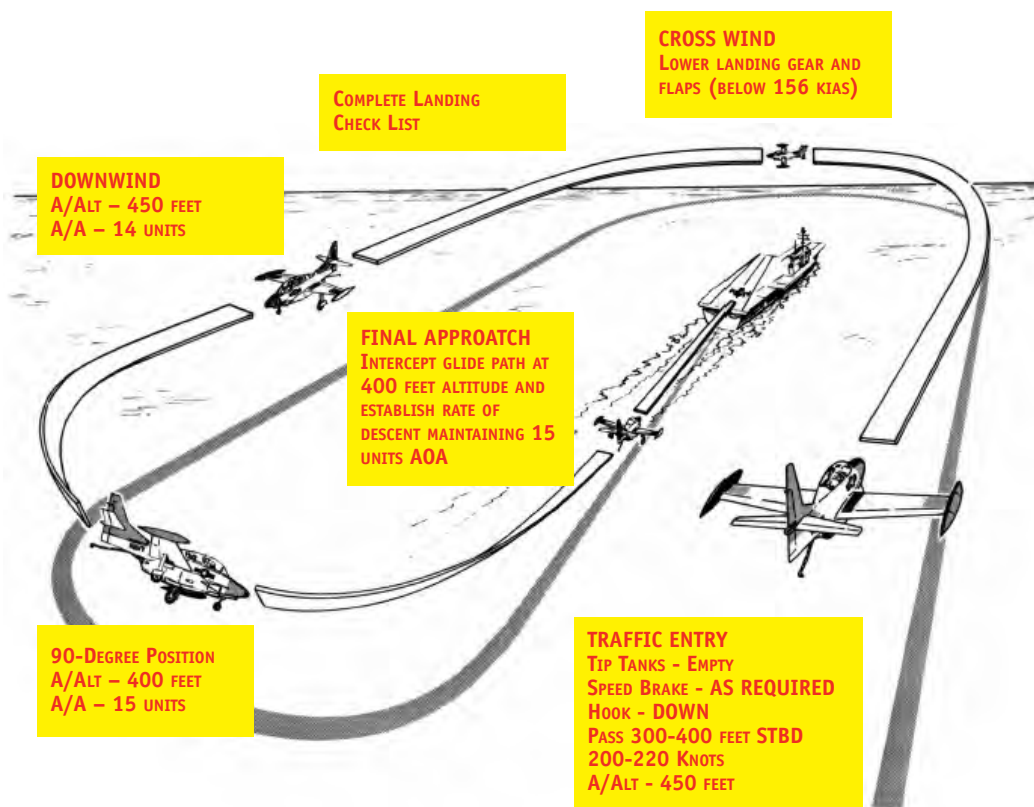 CROSS WIND
LOWER LANDING GEAR AND
FLAPS (BELOW 156 KIAS)
COMPLETE LANDING
CHECK LIST
DOWNWIND
A/ALT – 450 FEET
A/A – 14 UNITS
FINAL APPROATCH
INTERCEPT GLIDE PATH AT
400 FEET ALTITUDE AND
ESTABLISH RATE OF
DESCENT MAINTAINING 15
UNITS AOA
90-DEGREE POSITION
A/ALT – 400 FEET
A/A – 15 UNITS
TRAFFIC ENTRY
TIP TANKS - EMPTY
SPEED BRAKE - AS REQUIRED
HOOK - DOWN
PASS 300-400 FEET STBD
200-220 KNOTS
A/ALT - 450 FEET